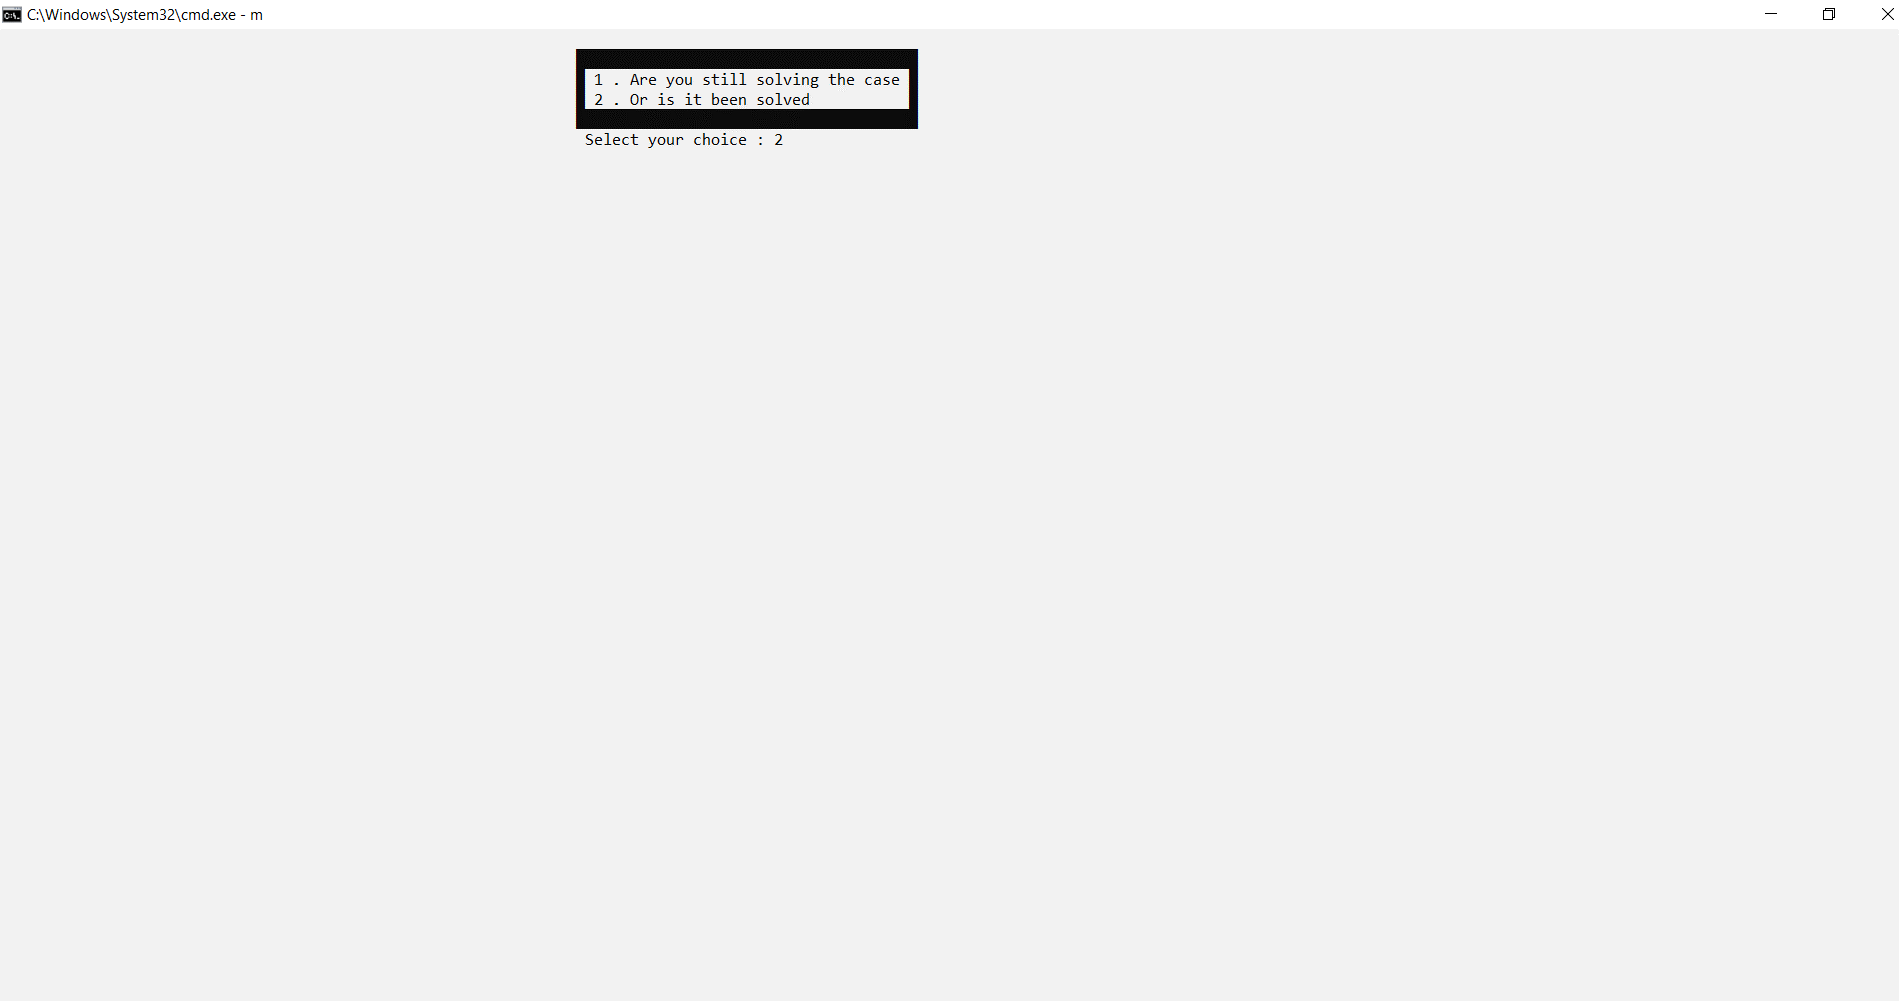 C:\Windows\System32\cmd.exe - m
1 . Are you still solving the case
2 . Or is it been solved
Select your choice : 2